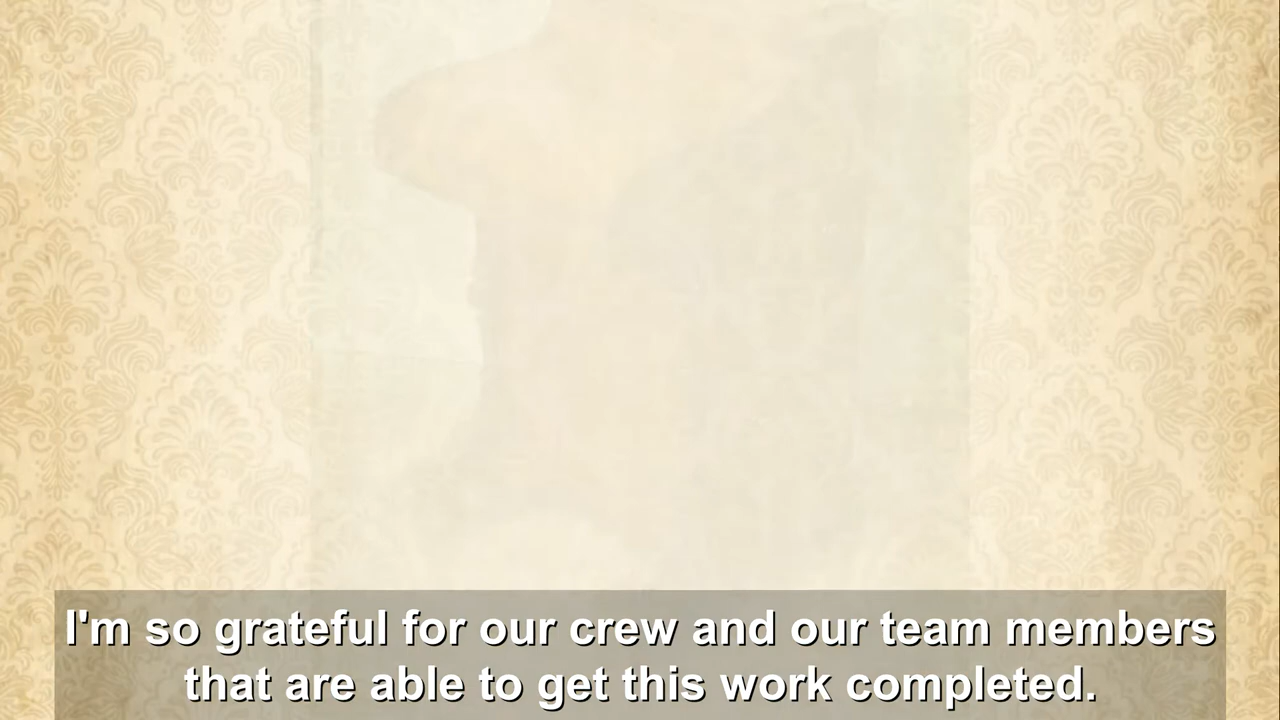 I'm so grateful for our crew and our team members
that are able to get this work completed.